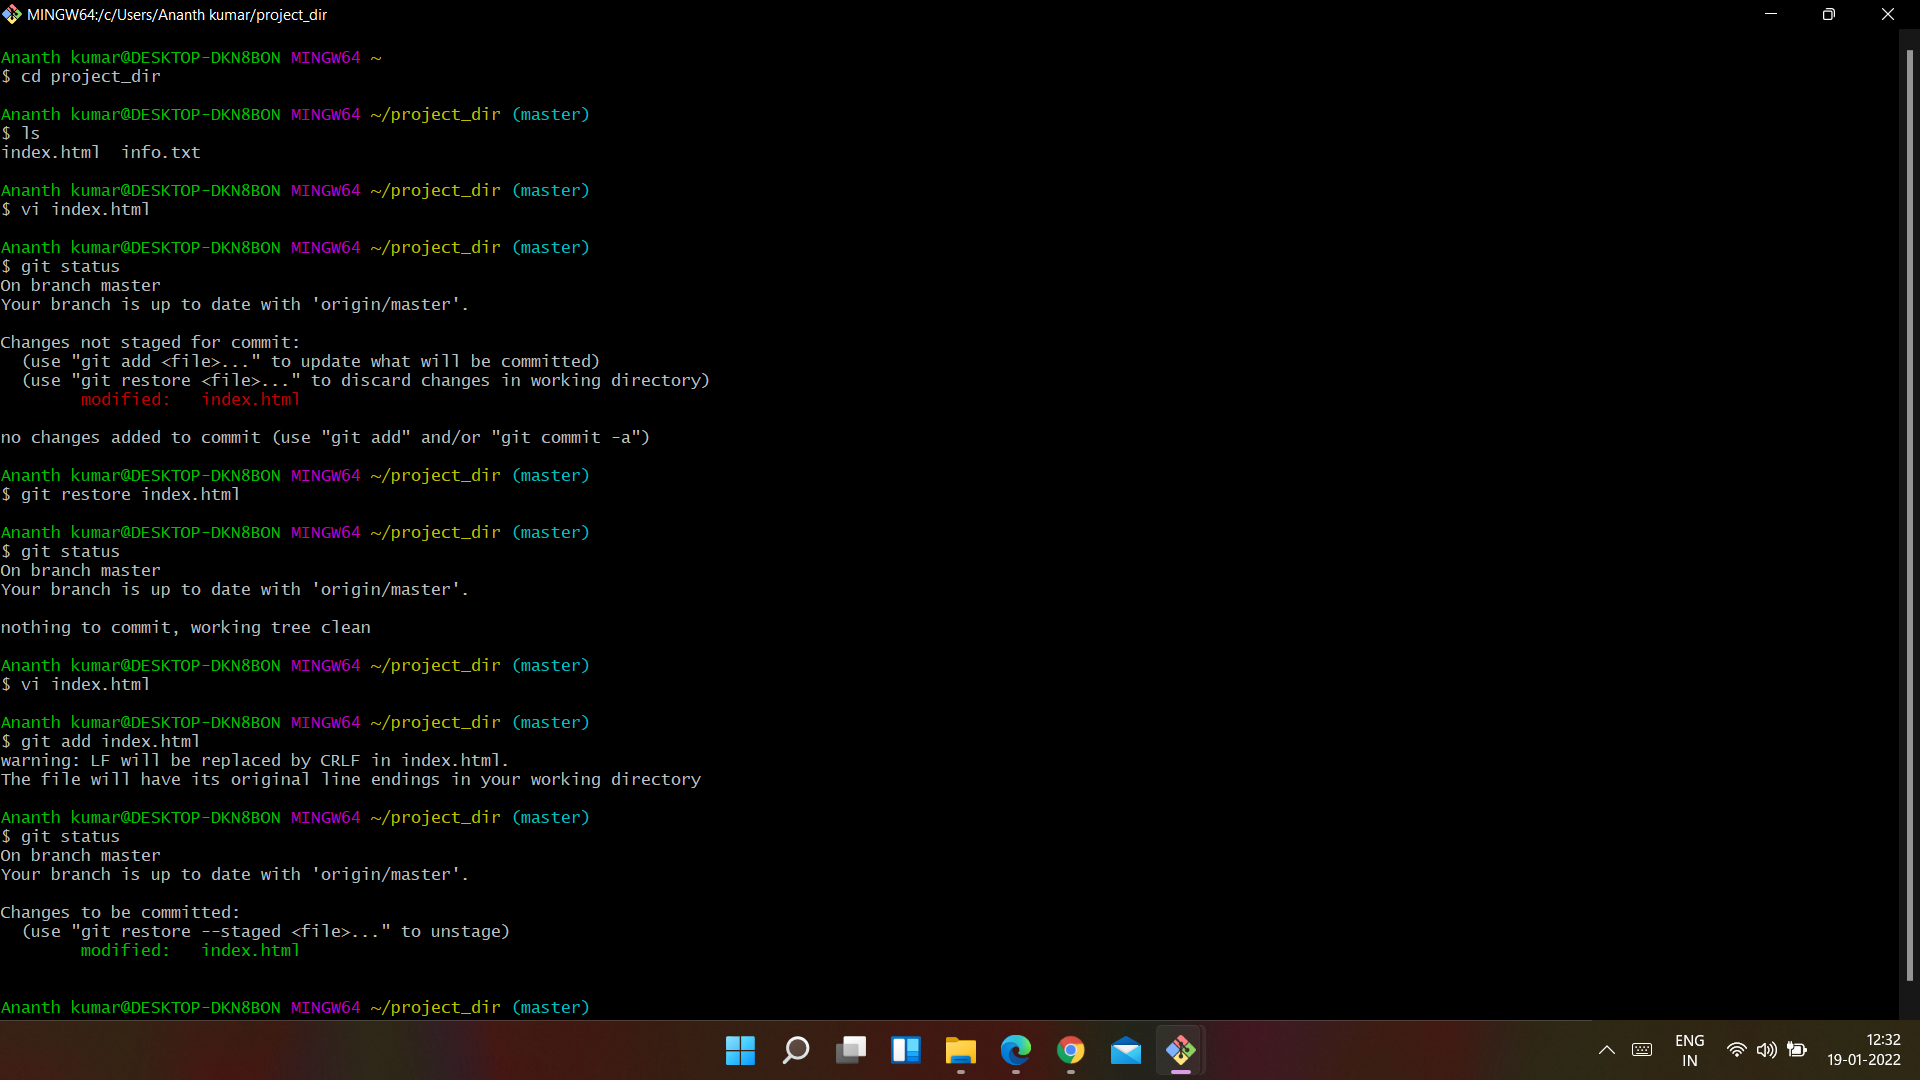 MINGW64:/c/Users/Ananth kumar/project_dir
Ananth kumar@DESKTOP-DKN8BON MINGW64 ~
$ cd project_dir
Ananth kumar@DESKTOP-DKN8BON MINGW64 ~/project_dir (master)
$ ls
index.html  info.txt
Ananth kumar@DESKTOP-DKN8BON MINGW64 ~/project_dir (master)
$ vi index.html
Ananth kumar@DESKTOP-DKN8BON MINGW64 ~/project_dir (master)
$ git status
On branch master
Your branch is up to date with 'origin/master'.
Changes not staged for commit:
  (use "git add <file>..." to update what will be committed)
  (use "git restore <file>..." to discard changes in working directory)
        modified:   index.html
no changes added to commit (use "git add" and/or "git commit -a")
Ananth kumar@DESKTOP-DKN8BON MINGW64 ~/project_dir (master)
$ git restore index.html
Ananth kumar@DESKTOP-DKN8BON MINGW64 ~/project_dir (master)
$ git status
On branch master
Your branch is up to date with 'origin/master'.
nothing to commit, working tree clean
Ananth kumar@DESKTOP-DKN8BON MINGW64 ~/project_dir (master)
$ vi index.html
Ananth kumar@DESKTOP-DKN8BON MINGW64 ~/project_dir (master)
$ git add index.html
warning: LF will be replaced by CRLF in index.html.
The file will have its original line endings in your working directory
Ananth kumar@DESKTOP-DKN8BON MINGW64 ~/project_dir (master)
$ git status
On branch master
Your branch is up to date with 'origin/master'.
Changes to be committed:
  (use "git restore --staged <file>..." to unstage)
        modified:   index.html
Ananth kumar@DESKTOP-DKN8BON MINGW64 ~/project_dir (master)
ENG
IN
12:32
19-01-2022